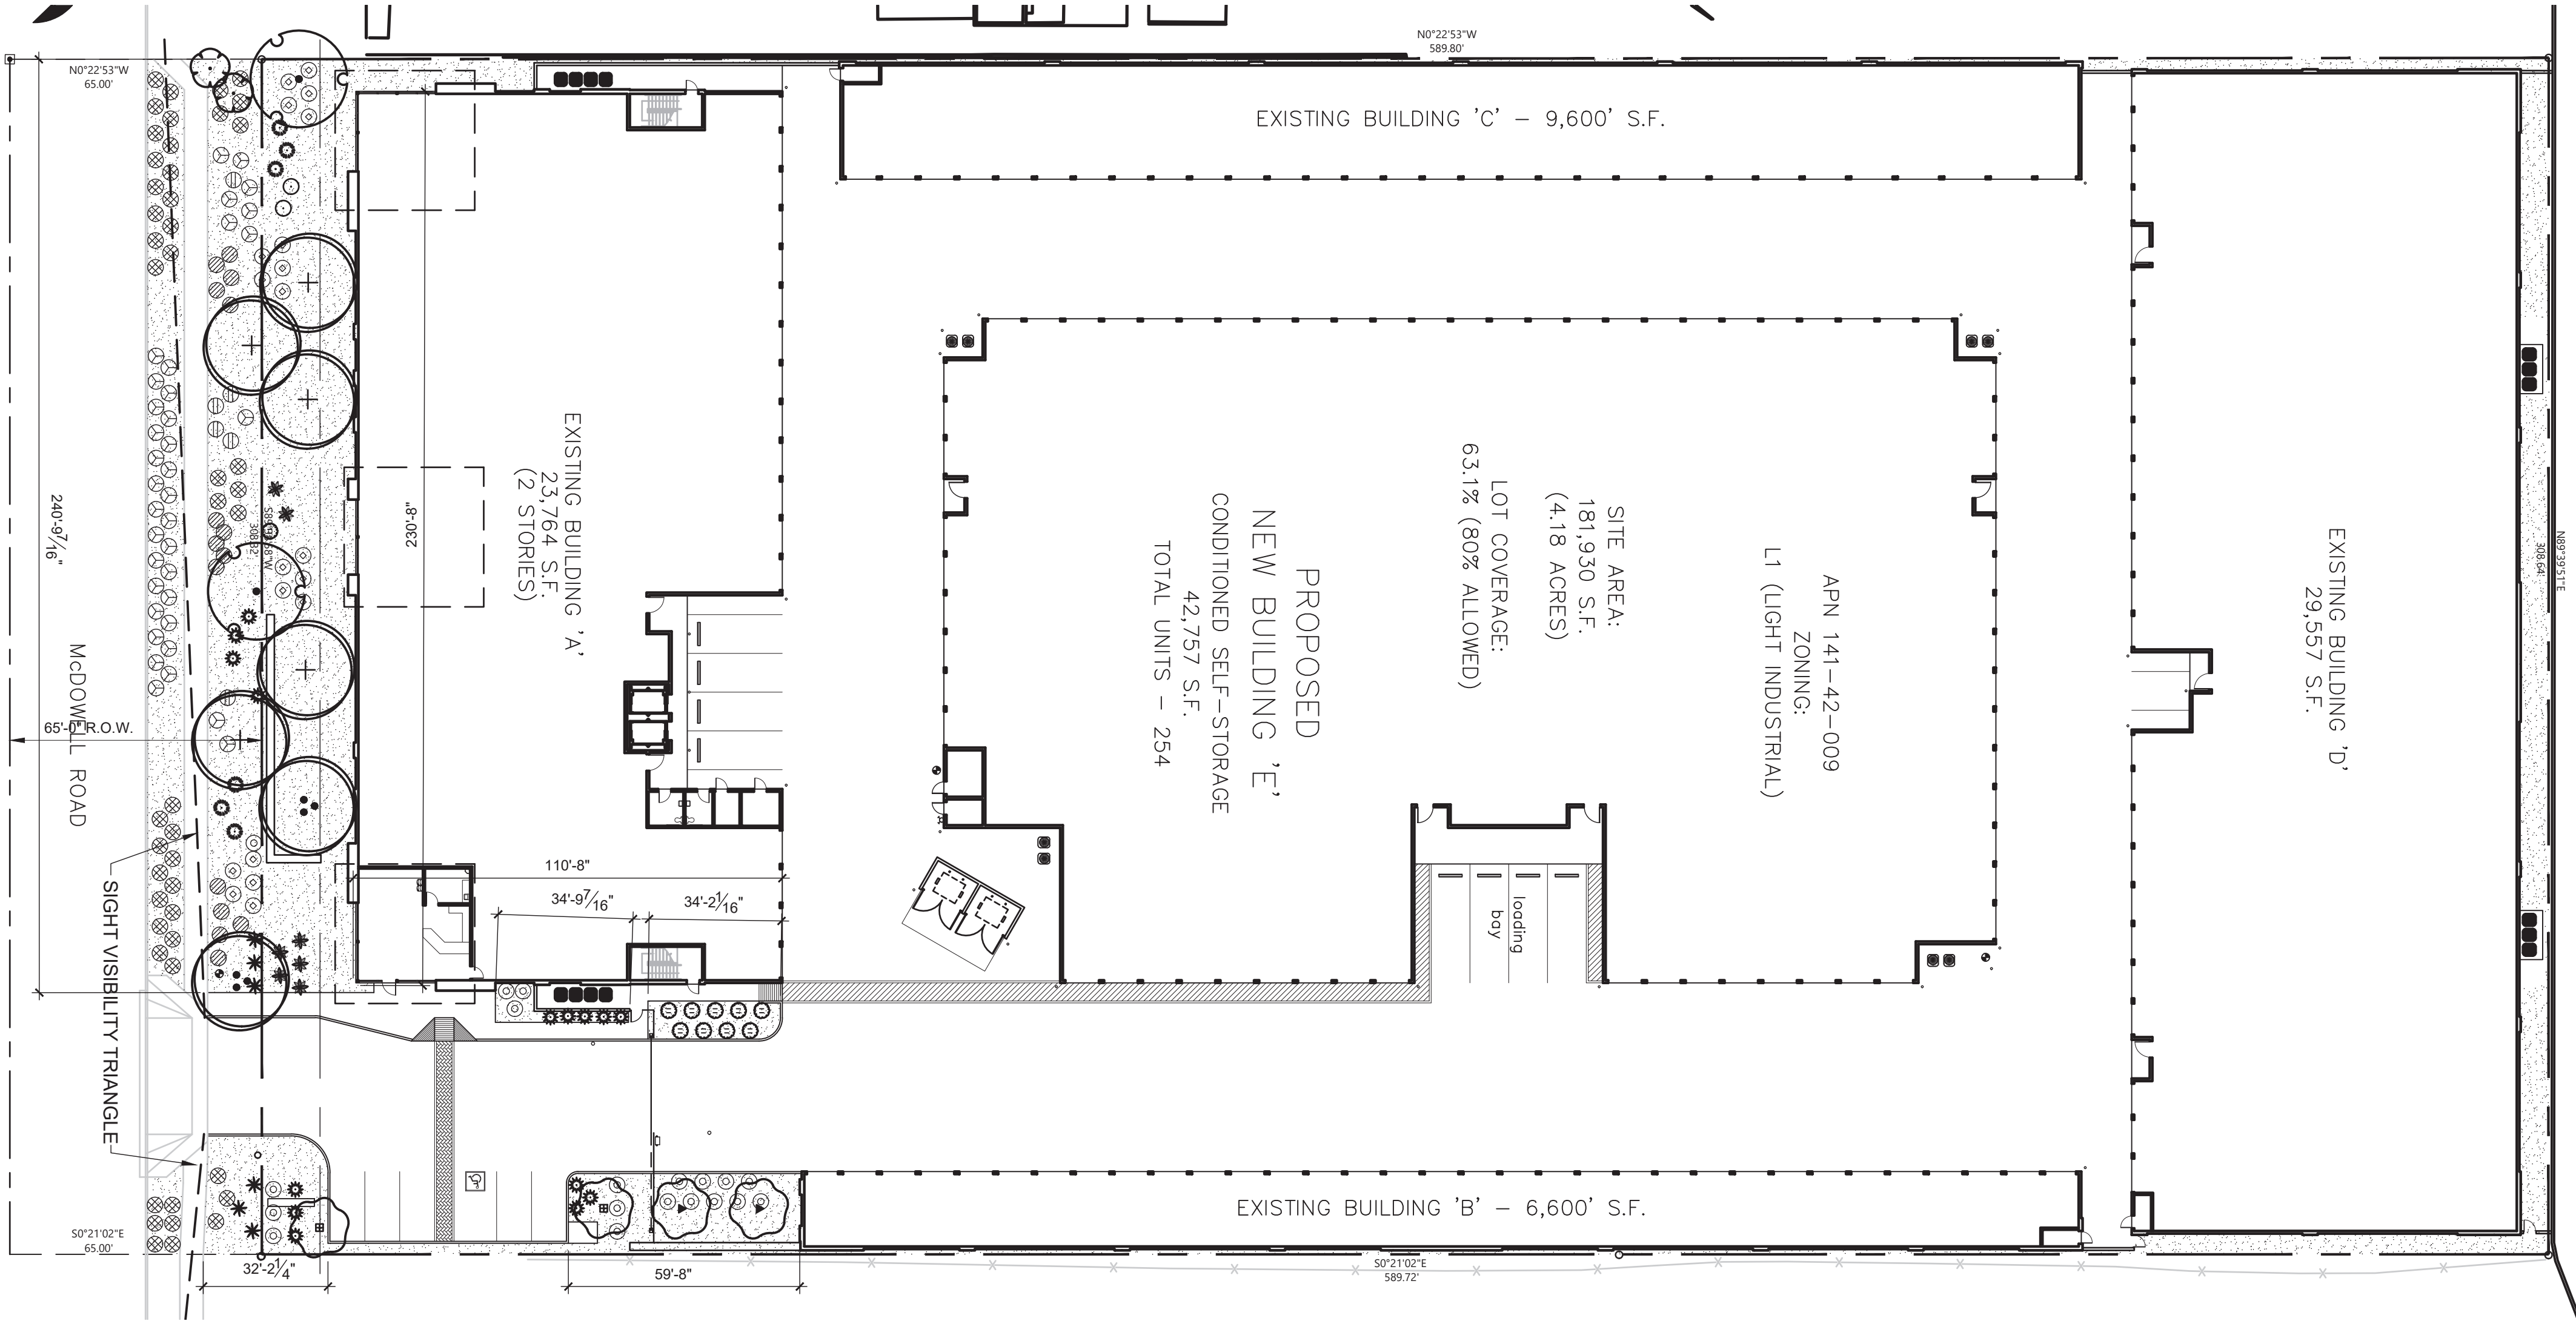 N0°22'53"W
589.80'
N0°22'53"W
65.00'
EXISTING BUILDING 'C' – 9,600' S.F.
EXISTING BUILDING 'A'
23,764 S.F.
(2 STORIES)
230'-8"
240'-9 7/16"
McDOWELL ROAD
65'-0" R.O.W.
SIGHT VISIBILITY TRIANGLE
110'-8"
34'-9 7/16"
34'-2 1/16"
PROPOSED
NEW BUILDING 'E'
CONDITIONED SELF-STORAGE
42,757 S.F.
TOTAL UNITS – 254
SITE AREA:
181,930 S.F.
(4.18 ACRES)
LOT COVERAGE:
63.1% (80% ALLOWED)
APN 141-42-009
ZONING:
L1 (LIGHT INDUSTRIAL)
loading
bay
EXISTING BUILDING 'D'
29,557 S.F.
N89°39'51"E
308.64'
EXISTING BUILDING 'B' – 6,600' S.F.
S0°21'02"E
65.00'
32'-2 1/4"
59'-8"
S0°21'02"E
589.72'